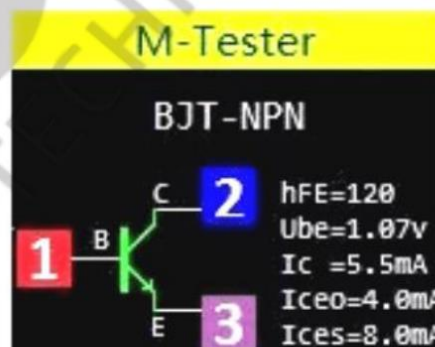 M-Tester
BJT-NPN
C
2
hFE=120
Ube=1.07v
1
B
Ic =5.5mA
Iceo=4.0mA
E
3
Ices=8.0mA